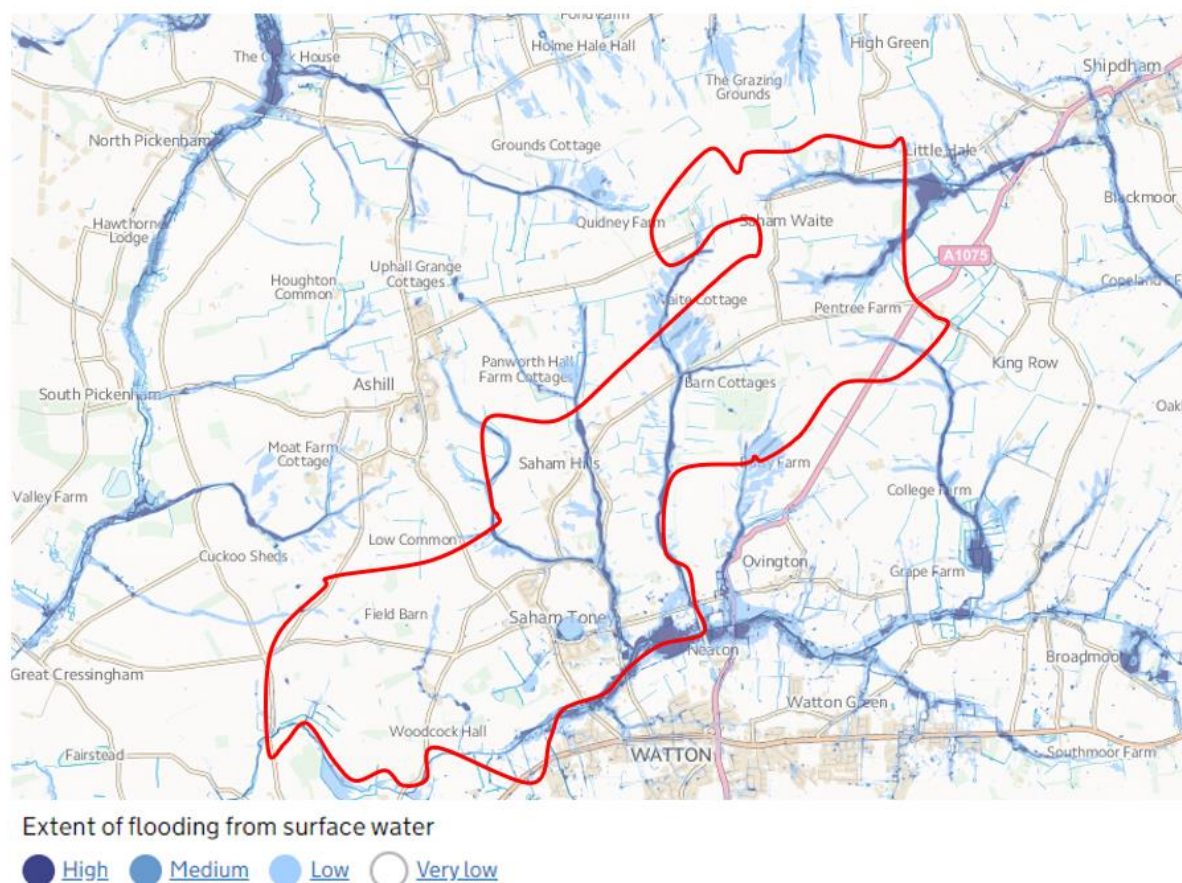 Pond Farm
The Clock House
Holme Hale Hall
High Green
Shipdham
The Grazing
Grounds
North Pickenham
Grounds Cottage
Little Hale
Blackmoor
Hawthorne
Lodge
Quidney Farm
Saham Waite
A1075
Uphall Grange
Cottages
Houghton
Common
Copeland's F
Waite Cottage
Pentree Farm
Panworth Hall
Farm Cottages
King Row
South Pickenham
Ashill
Barn Cottages
Oak
Moat Farm
Cottage
Saham Hills
Daisy Farm
Valley Farm
College Farm
Cuckoo Sheds
Low Common
Ovington
Grape Farm
Field Barn
Saham Toney
Great Cressingham
Neaton
Broadmoo
Watton Green
Woodcock Hall
Fairstead
WATTON
Southmoor Farm
Extent of flooding from surface water
High Medium Low Very low